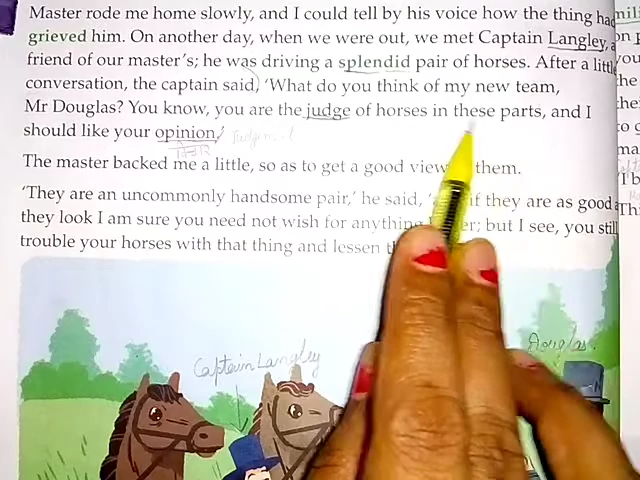 Master rode me home slowly, and I could tell by his voice how the thing had
grieved him. On another day, when we were out, we met Captain Langley, a
friend of our master's; he was driving a splendid pair of horses. After a little
conversation, the captain said, 'What do you think of my new team,
Mr Douglas? You know, you are the judge of horses in these parts, and I
should like your opinion.' Judgement
विचार
The master backed me a little, so as to get a good view them.
'They are an uncommonly handsome pair,' he said, if they are as good
they look I am sure you need not wish for anything but I see, you still
trouble your horses with that thing and lessen
Captain Langley
Douglas